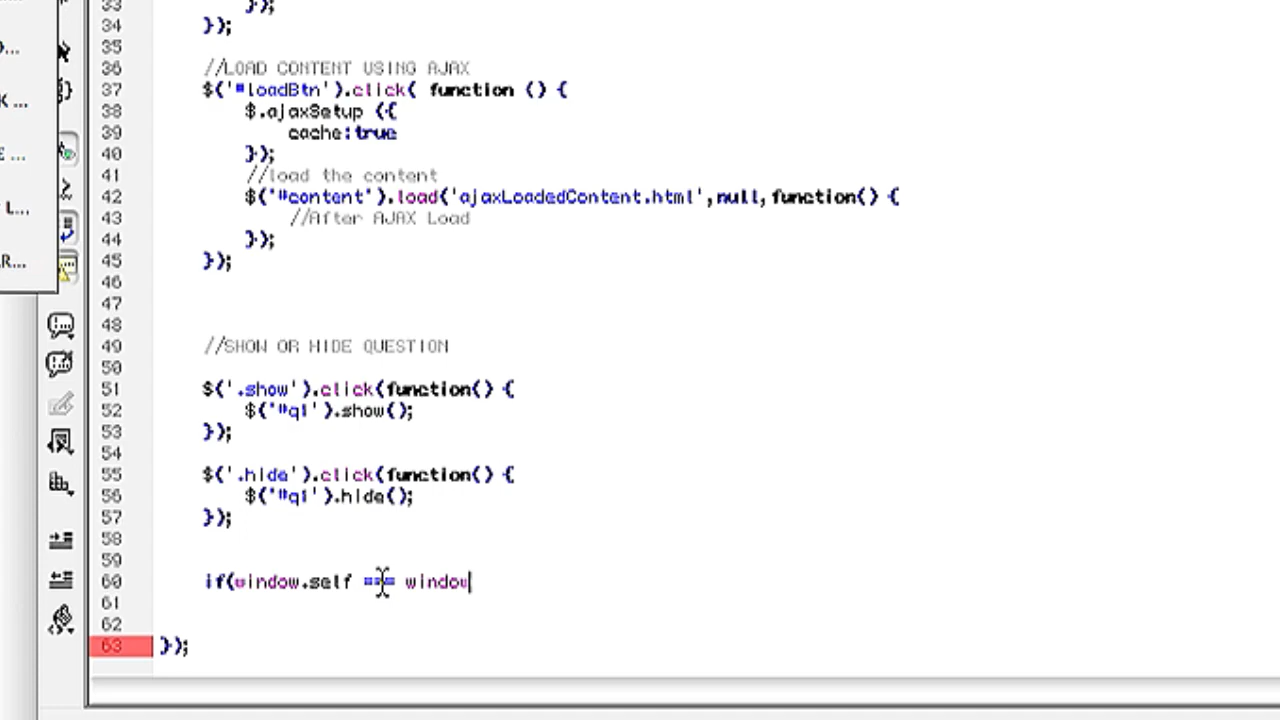 33 });
34 });
35
36 //LOAD CONTENT USING AJAX
37 $('#loadBtn').click( function () {
38 $.ajaxSetup ({
39 cache:true
40 });
41 //load the content
42 $('#content').load('ajaxLoadedContent.html',null,function() {
43 //After AJAX Load
44 });
45 });
46
47
48
49 //SHOW OR HIDE QUESTION
50
51 $('.show').click(function() {
52 $('#q1').show();
53 });
54
55 $('.hide').click(function() {
56 $('#q1').hide();
57 });
58
59
60 if(window.self === window
61
62
63 });
K ...
E ...
L...
R...